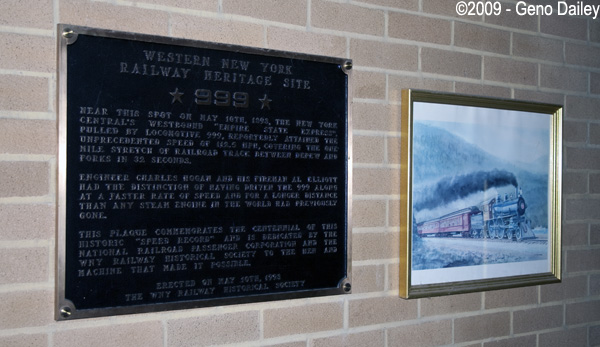 ©2009 - Geno Dailey
WESTERN NEW YORK
RAILWAY HERITAGE SITE
★ 999 ★
NEAR THIS SPOT ON MAY 10TH, 1893, THE NEW YORK
CENTRAL'S WESTBOUND "EMPIRE STATE EXPRESS",
PULLED BY LOCOMOTIVE 999, REPORTEDLY ATTAINED THE
UNPRECEDENTED SPEED OF 112.5 MPH, COVERING THE ONE
MILE STRETCH OF RAILROAD TRACK BETWEEN DEPEW AND
FORKS IN 32 SECONDS.
ENGINEER CHARLES HOGAN AND HIS FIREMAN AL ELLIOTT
HAD THE DISTINCTION OF HAVING DRIVEN THE 999 ALONG
AT A FASTER RATE OF SPEED AND FOR A LONGER DISTANCE
THAN ANY STEAM ENGINE IN THE WORLD HAD PREVIOUSLY
GONE.
THIS PLAQUE COMMEMORATES THE CENTENNIAL OF THIS
HISTORIC "SPEED RECORD" AND IS DEDICATED BY THE
NATIONAL RAILROAD PASSENGER CORPORATION AND THE
WNY RAILWAY HISTORICAL SOCIETY TO THE MEN AND
MACHINE THAT MADE IT POSSIBLE.
ERECTED ON MAY 10TH, 1993
THE WNY RAILWAY HISTORICAL SOCIETY